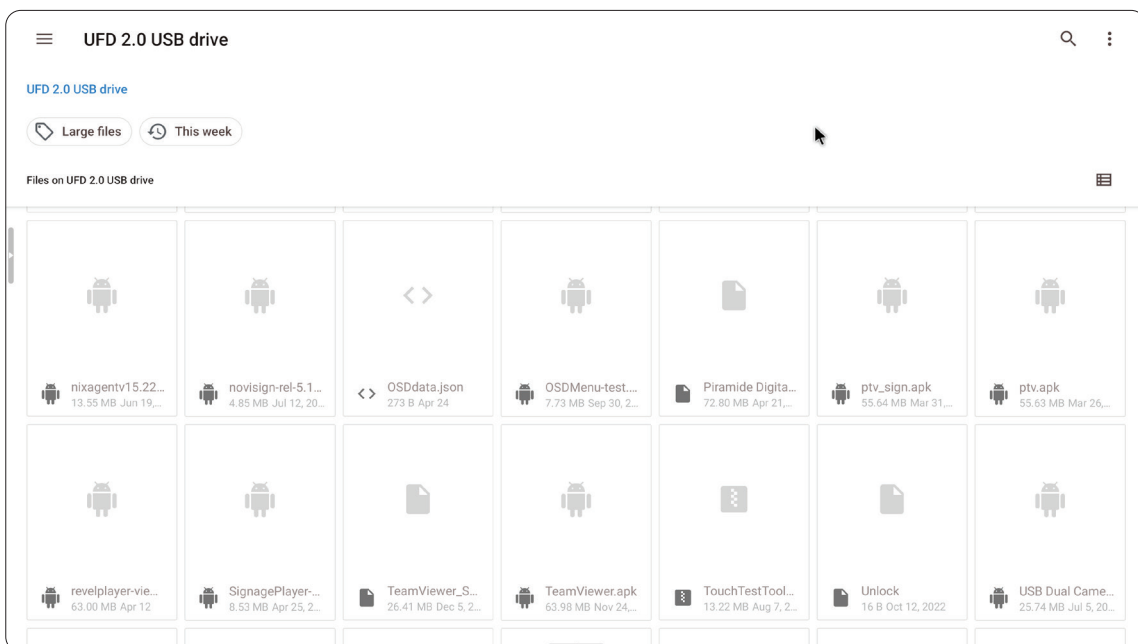 UFD 2.0 USB drive
UFD 2.0 USB drive
Large files
This week
Files on UFD 2.0 USB drive
nixagentv15.22...
13.55 MB Jun 19,...
novisign-rel-5.1...
4.85 MB Jul 12, 20...
OSDdata.json
273 B Apr 24
OSDMenu-test....
7.73 MB Sep 30, 2...
Piramide Digita...
72.80 MB Apr 21,...
ptv_sign.apk
55.64 MB Mar 31,...
ptv.apk
55.63 MB Mar 26,...
revelplayer-vie...
63.00 MB Apr 12
SignagePlayer-...
8.53 MB Apr 25, 2...
TeamViewer_S...
26.41 MB Dec 5, 2...
TeamViewer.apk
63.98 MB Nov 24,...
TouchTestTool...
13.22 MB Aug 7, 2...
Unlock
16 B Oct 12, 2022
USB Dual Came...
25.74 MB Jul 5, 20...